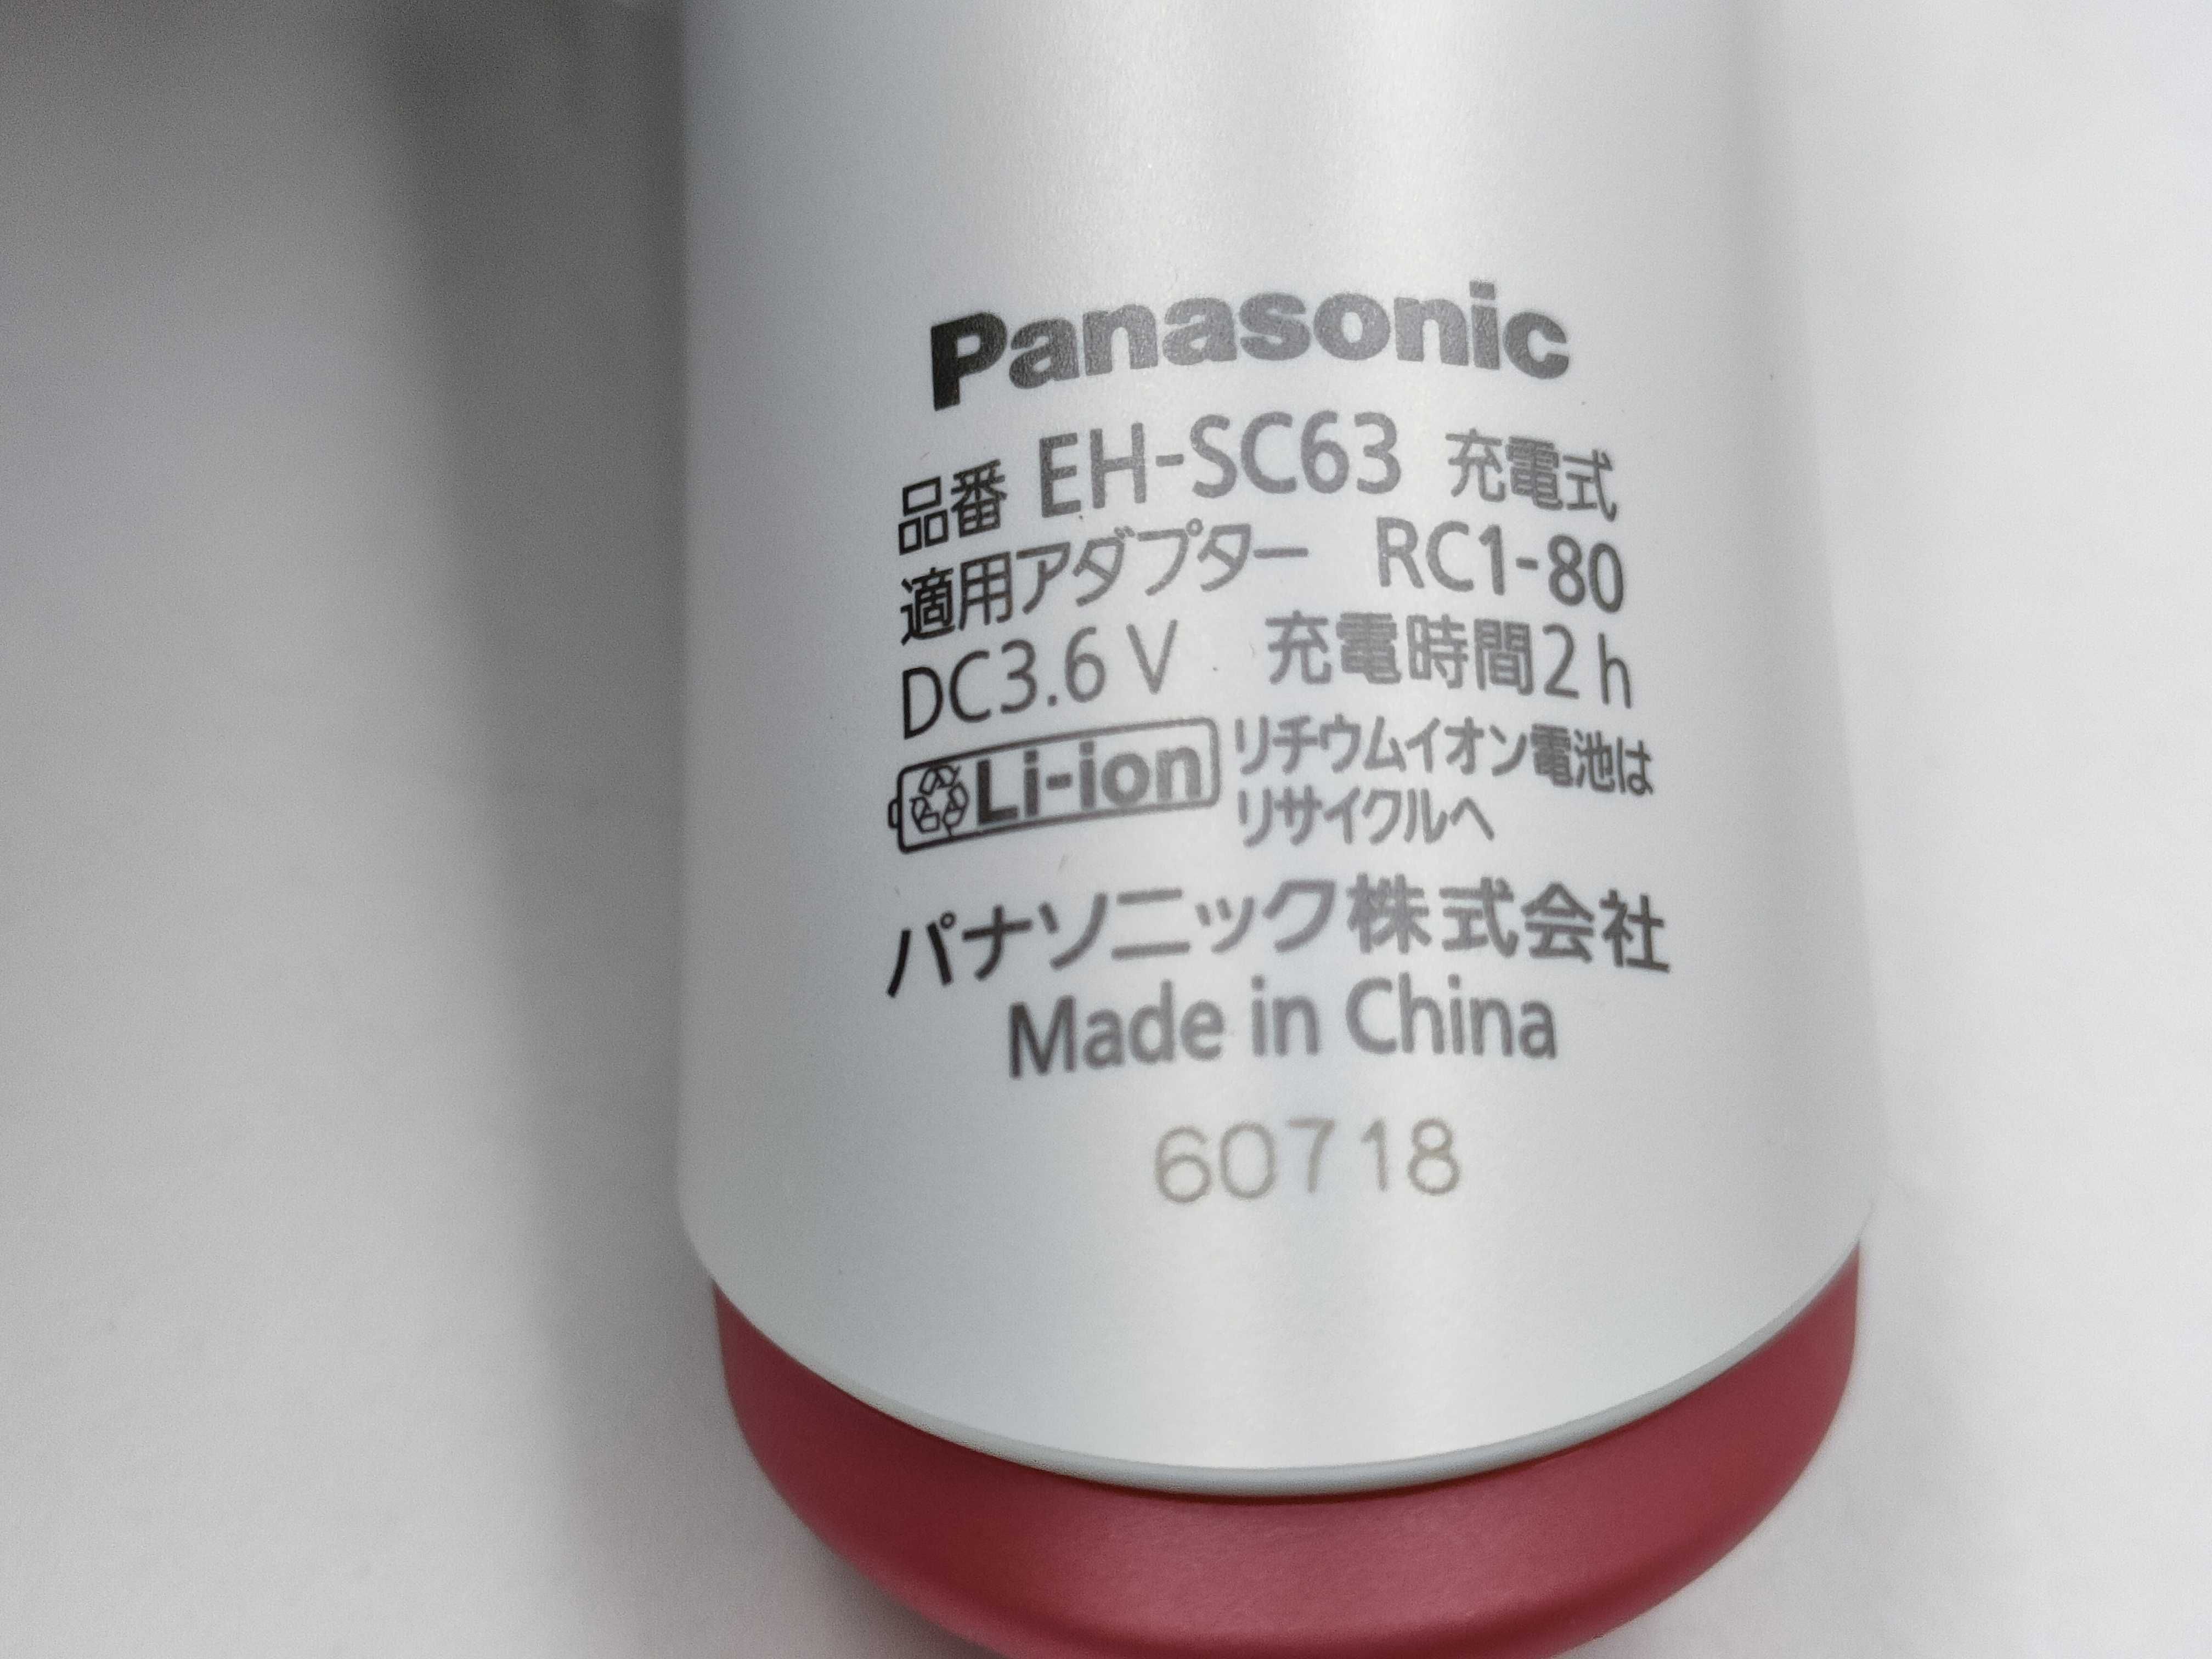 Panasonic
品番 EH-SC63 充電式
適用アダプター RC1-80
DC3.6 V 充電時間2 h
Li-ion リチウムイオン電池は
リサイクルへ
パナソニック株式会社
Made in China
60718